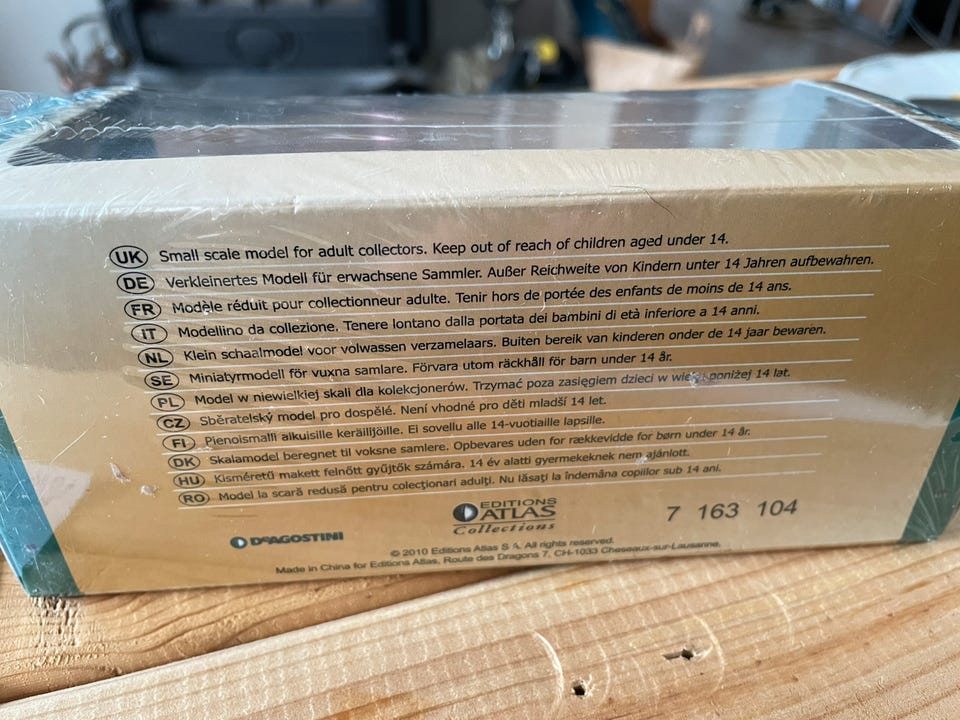 UK Small scale model for adult collectors. Keep out of reach of children aged under 14.
DE Verkleinertes Modell für erwachsene Sammler. Außer Reichweite von Kindern unter 14 Jahren aufbewahren.
FR Modèle réduit pour collectionneur adulte. Tenir hors de portée des enfants de moins de 14 ans.
IT Modellino da collezione. Tenere lontano dalla portata dei bambini di età inferiore a 14 anni.
NL Klein schaalmodel voor volwassen verzamelaars. Buiten bereik van kinderen onder de 14 jaar bewaren.
SE Miniatyrmodell för vuxna samlare. Förvara utom räckhåll för barn under 14 år.
PL Model w niewielkiej skali dla kolekcjonerów. Trzymać poza zasięgiem dzieci w wieku poniżej 14 lat.
CZ Sběratelský model pro dospělé. Není vhodné pro děti mladší 14 let.
FI Pienoismalli aikuisille keräilijöille. Ei sovellu alle 14-vuotiaille lapsille.
DK Skalamodel beregnet til voksne samlere. Opbevares uden for rækkevidde for børn under 14 år.
HU Kisméretű makett felnőtt gyűjtők számára. 14 év alatti gyermekeknek nem ajánlott.
RO Model la scară redusă pentru colecționari adulți. Nu lăsați la îndemâna copiilor sub 14 ani.
EDITIONS
ATLAS
Collections
7 163 104
DeAGOSTINI
© 2010 Editions Atlas S.A. All rights reserved.
Made in China for Editions Atlas, Route des Dragons 7, CH-1033 Cheseaux-sur-Lausanne.